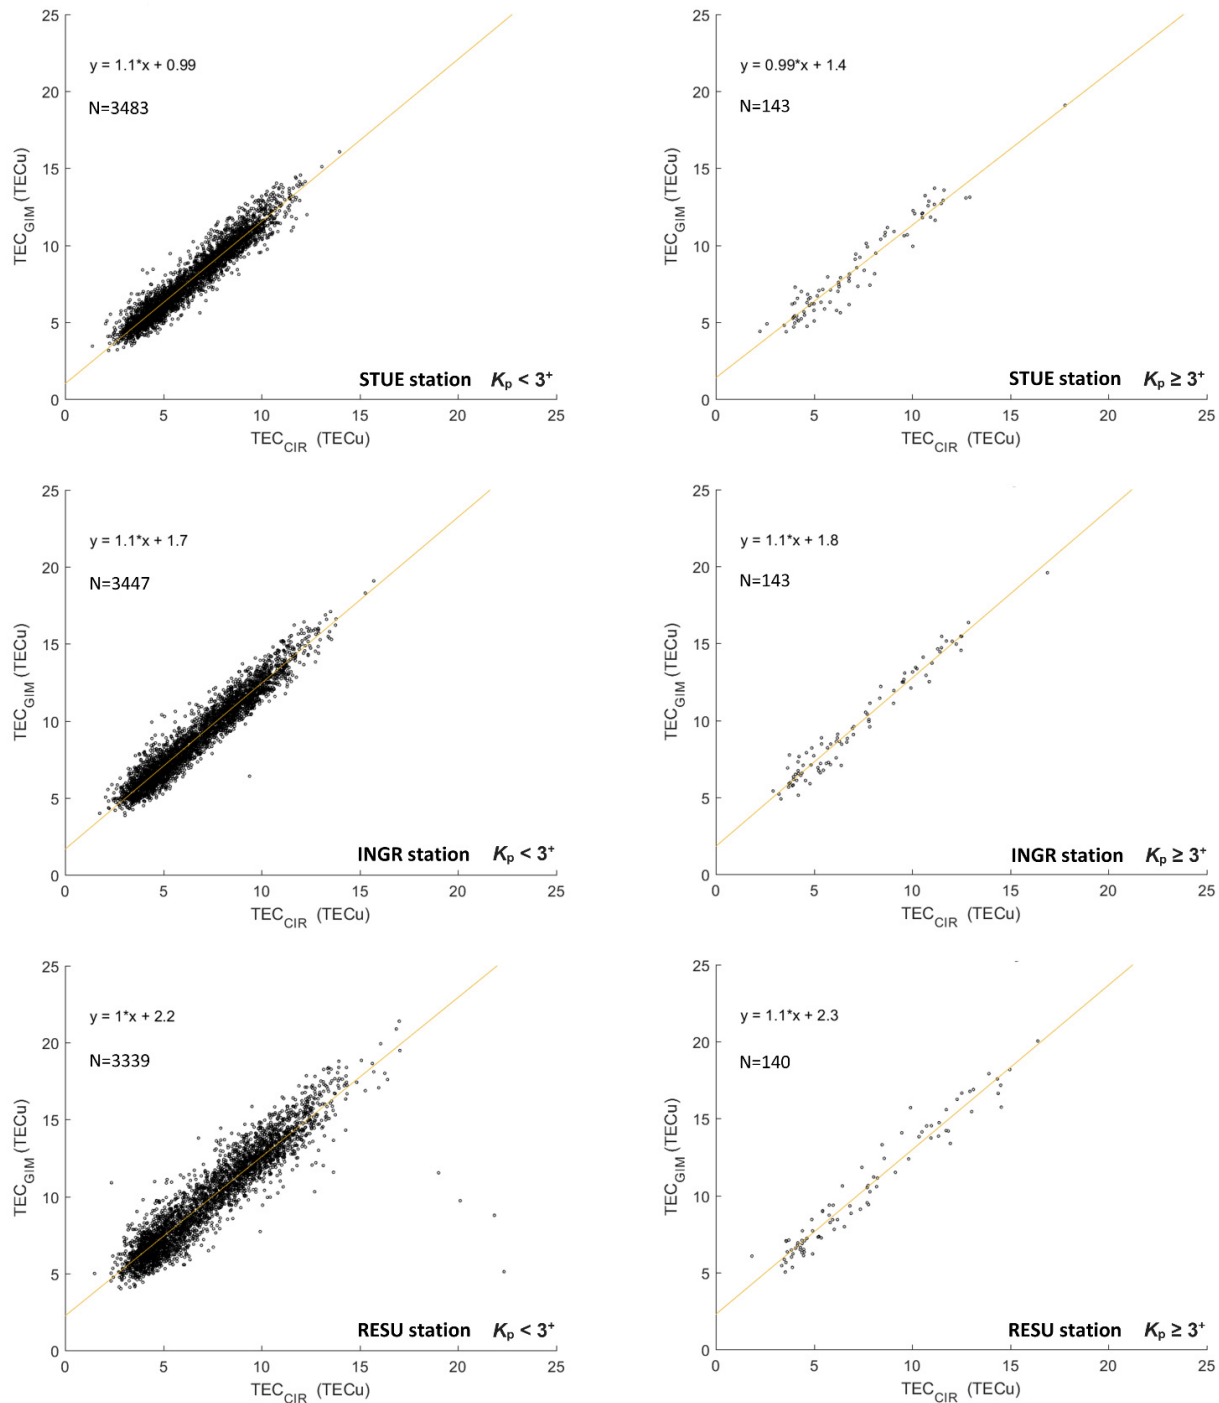 25
20
15
10
5
0
TEC_GIM (TECu)
y = 1.1*x + 0.99
N=3483
STUE station K_p < 3⁺
0 5 10 15 20 25
TEC_CIR (TECu)
25
20
15
10
5
0
TEC_GIM (TECu)
y = 0.99*x + 1.4
N=143
STUE station K_p ≥ 3⁺
0 5 10 15 20 25
TEC_CIR (TECu)
25
20
15
10
5
0
TEC_GIM (TECu)
y = 1.1*x + 1.7
N=3447
INGR station K_p < 3⁺
0 5 10 15 20 25
TEC_CIR (TECu)
25
20
15
10
5
0
TEC_GIM (TECu)
y = 1.1*x + 1.8
N=143
INGR station K_p ≥ 3⁺
0 5 10 15 20 25
TEC_CIR (TECu)
25
20
15
10
5
0
TEC_GIM (TECu)
y = 1*x + 2.2
N=3339
RESU station K_p < 3⁺
0 5 10 15 20 25
TEC_CIR (TECu)
25
20
15
10
5
0
TEC_GIM (TECu)
y = 1.1*x + 2.3
N=140
RESU station K_p ≥ 3⁺
0 5 10 15 20 25
TEC_CIR (TECu)